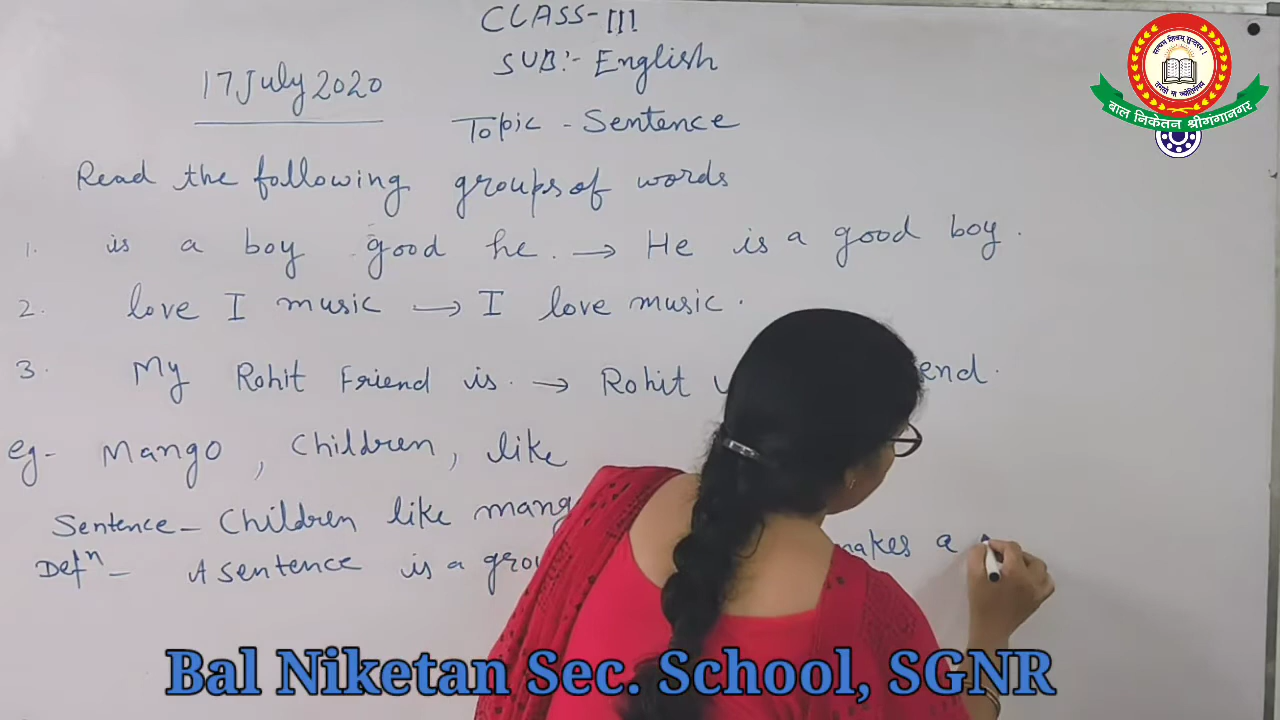 CLASS-III
SUB:- English
17 July 2020
Topic - Sentence
Read the following groups of words
1. is a boy good he. → He is a good boy.
2. love I music → I love music.
3. My Rohit Friend is. → Rohit
eg- Mango, Children, like
Sentence - Children like
Defⁿ - A sentence is a makes a
बाल निकेतन श्रीगंगानगर
Bal Niketan Sec. School, SGNR